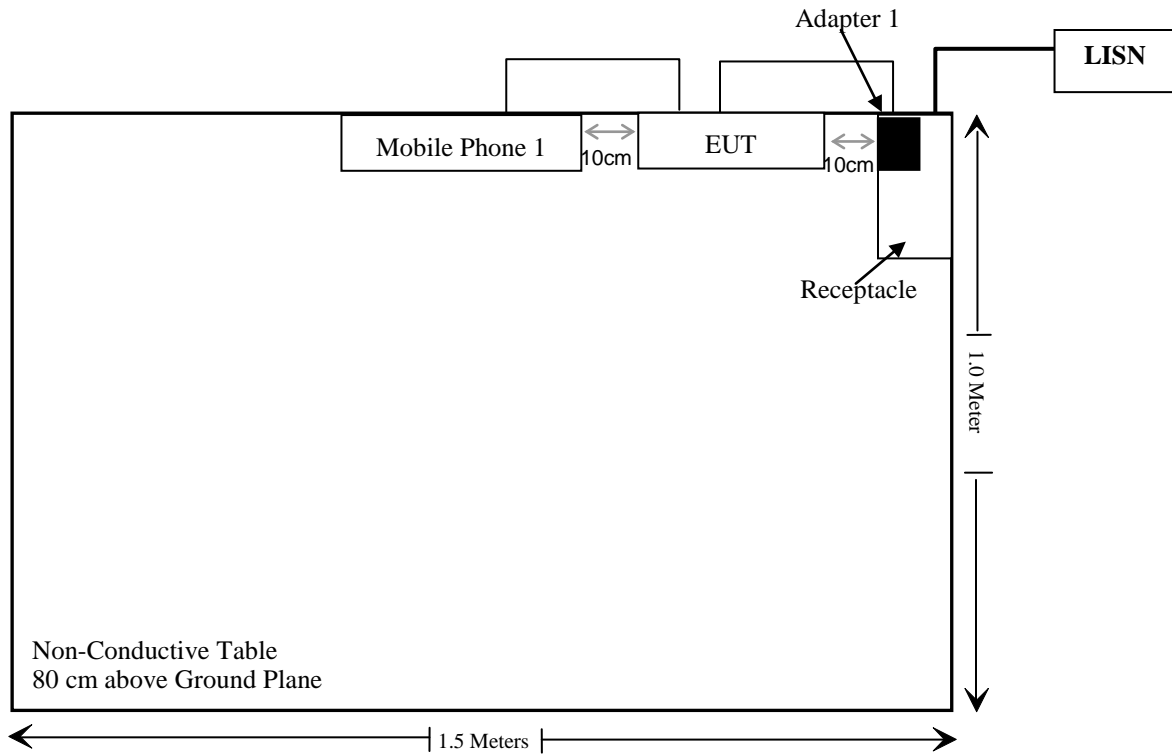 Adapter 1
LISN
Mobile Phone 1
10cm
EUT
10cm
Receptacle
1.0 Meter
Non-Conductive Table
80 cm above Ground Plane
1.5 Meters